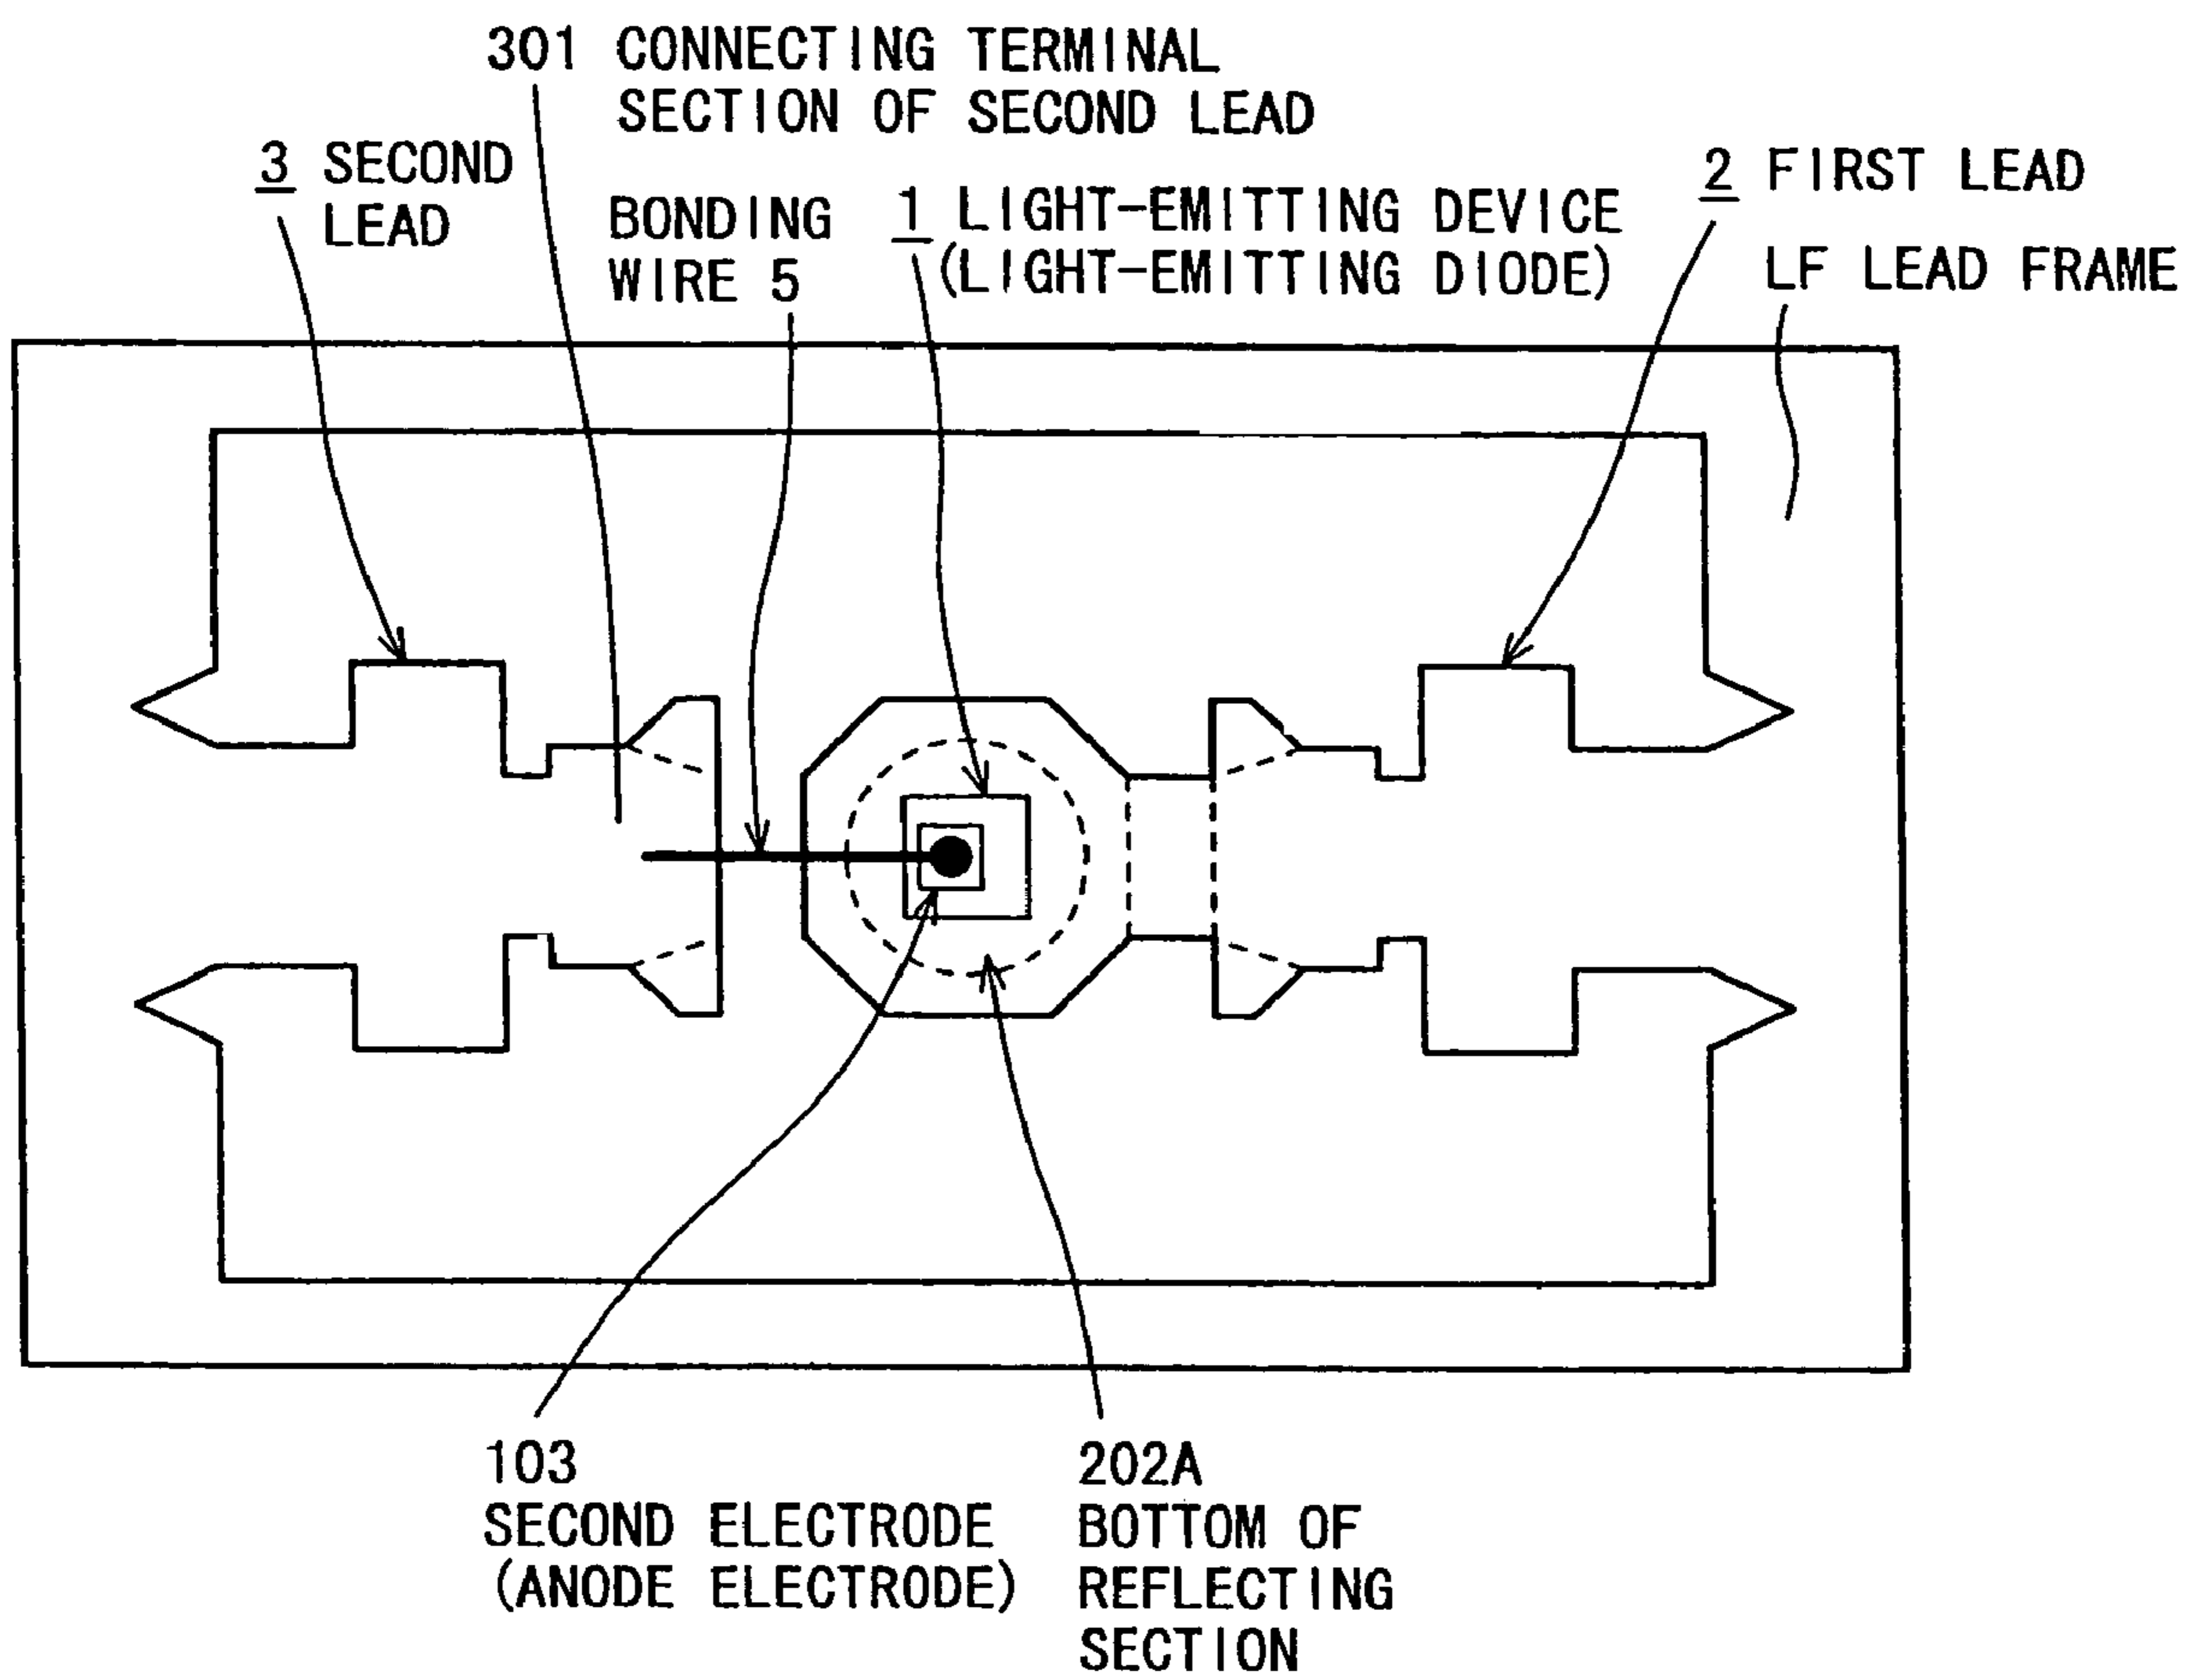 301 CONNECTING TERMINAL
SECTION OF SECOND LEAD
3 SECOND
LEAD
BONDING
WIRE 5
1 LIGHT-EMITTING DEVICE
(LIGHT-EMITTING DIODE)
2 FIRST LEAD
LF LEAD FRAME
103
SECOND ELECTRODE
(ANODE ELECTRODE)
202A
BOTTOM OF
REFLECTING
SECTION